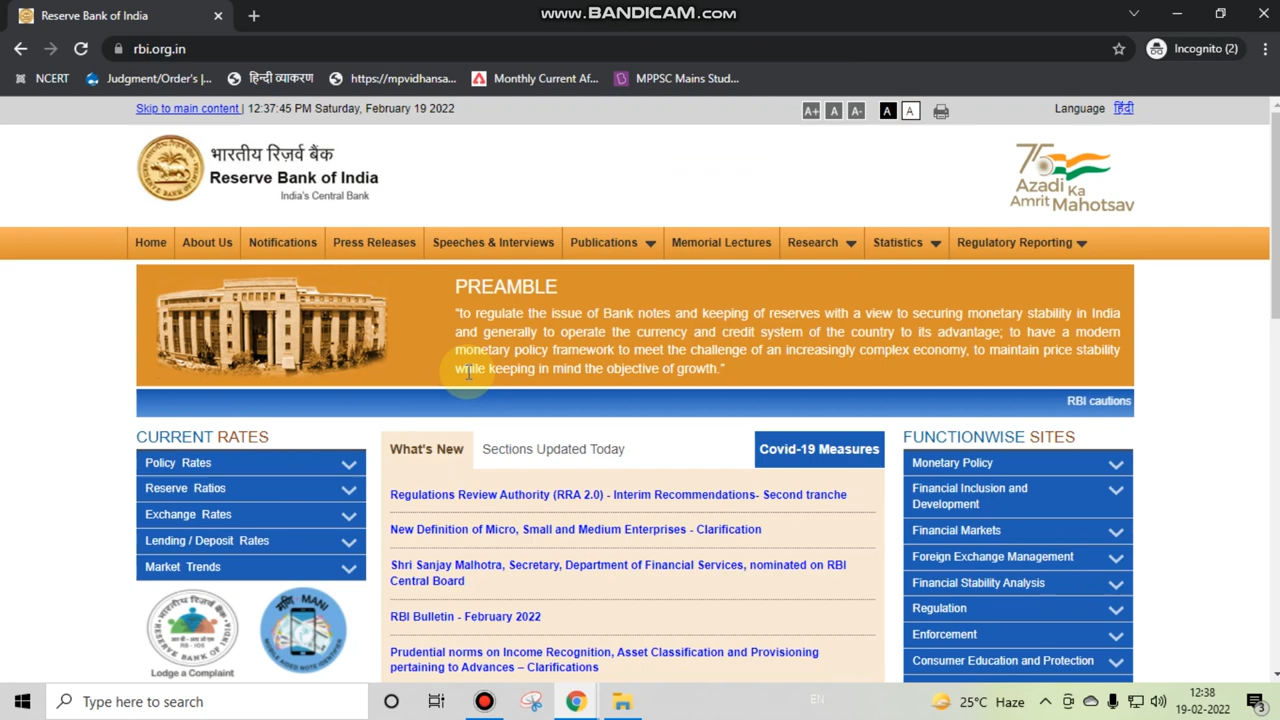 Reserve Bank of India
www.BANDICAM.com
rbi.org.in
Incognito (2)
NCERT
Judgment/Order's |...
हिन्दी व्याकरण
https://mpvidhansa...
Monthly Current Af...
MPPSC Mains Stud...
Skip to main content | 12:37:45 PM Saturday, February 19 2022
A+ A A- A A
Language हिंदी
भारतीय रिज़र्व बैंक
Reserve Bank of India
India's Central Bank
75
Azadi Ka
Amrit Mahotsav
Home About Us Notifications Press Releases Speeches & Interviews Publications Memorial Lectures Research Statistics Regulatory Reporting
PREAMBLE
"to regulate the issue of Bank notes and keeping of reserves with a view to securing monetary stability in India
and generally to operate the currency and credit system of the country to its advantage; to have a modern
monetary policy framework to meet the challenge of an increasingly complex economy, to maintain price stability
while keeping in mind the objective of growth."
RBI cautions
CURRENT RATES
Policy Rates
Reserve Ratios
Exchange Rates
Lending / Deposit Rates
Market Trends
Lodge a Complaint
What's New
Sections Updated Today
Covid-19 Measures
Regulations Review Authority (RRA 2.0) - Interim Recommendations- Second tranche
New Definition of Micro, Small and Medium Enterprises - Clarification
Shri Sanjay Malhotra, Secretary, Department of Financial Services, nominated on RBI
Central Board
RBI Bulletin - February 2022
Prudential norms on Income Recognition, Asset Classification and Provisioning
pertaining to Advances – Clarifications
FUNCTIONWISE SITES
Monetary Policy
Financial Inclusion and
Development
Financial Markets
Foreign Exchange Management
Financial Stability Analysis
Regulation
Enforcement
Consumer Education and Protection
Type here to search
EN
25°C Haze
12:38
19-02-2022
3